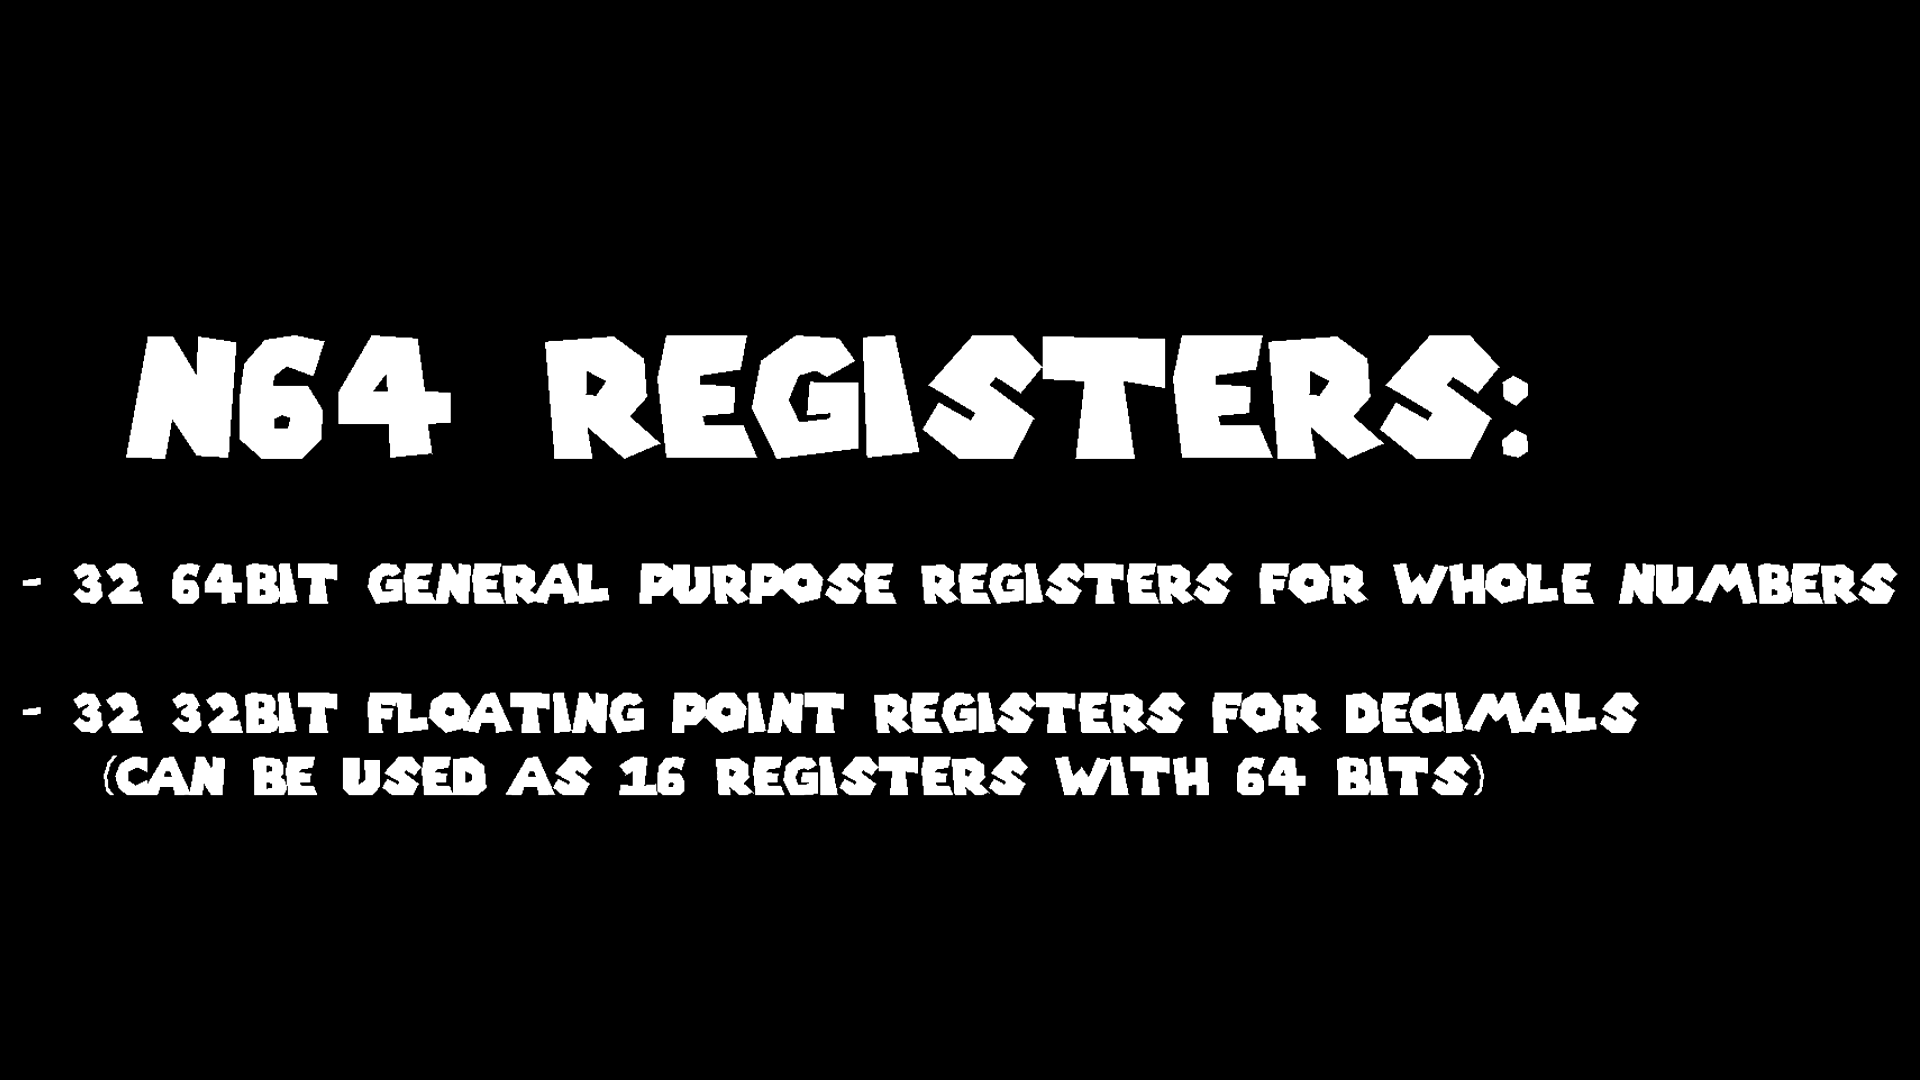 N64 REGISTERS:
- 32 64BIT GENERAL PURPOSE REGISTERS FOR WHOLE NUMBERS
- 32 32BIT FLOATING POINT REGISTERS FOR DECIMALS
(CAN BE USED AS 16 REGISTERS WITH 64 BITS)